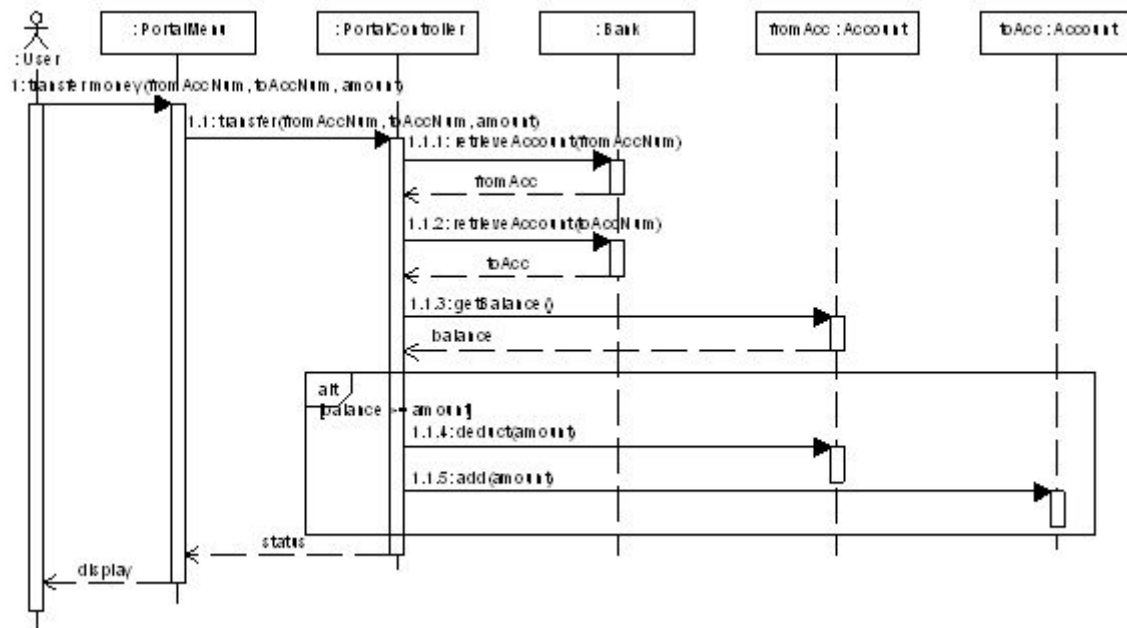 : PortalMenu
: PortalController
: Bank
fromAcc : Account
toAcc : Account
: User
1: transfermoney(fromAccNum, toAccNum, amount)
1.1: transfer(fromAccNum, toAccNum, amount)
1.1.1: retrieveAccount(fromAccNum)
fromAcc
1.1.2: retrieveAccount(toAccNum)
toAcc
1.1.3: getBalance()
balance
alt
[balance >= amount]
1.1.4: deduct(amount)
1.1.5: add(amount)
status
display